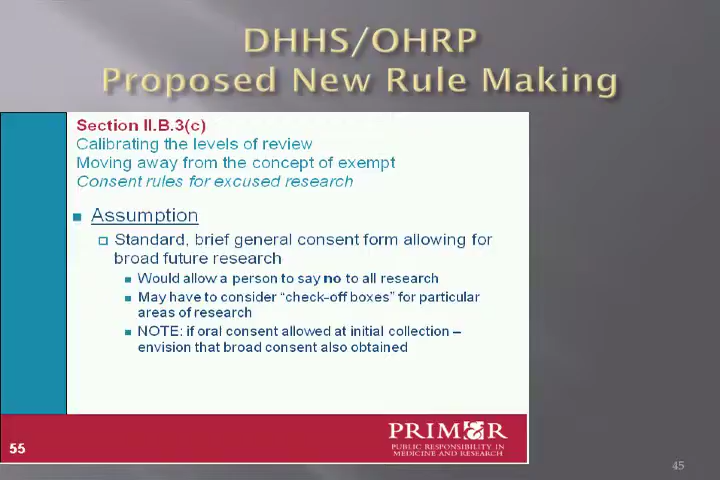 DHHS/OHRP
Proposed New Rule Making
Section II.B.3(c)
Calibrating the levels of review
Moving away from the concept of exempt
Consent rules for excused research
Assumption
Standard, brief general consent form allowing for
broad future research
Would allow a person to say no to all research
May have to consider “check-off boxes” for particular
areas of research
NOTE: if oral consent allowed at initial collection –
envision that broad consent also obtained
PRIM&R
PUBLIC RESPONSIBILITY IN
MEDICINE AND RESEARCH
55
45